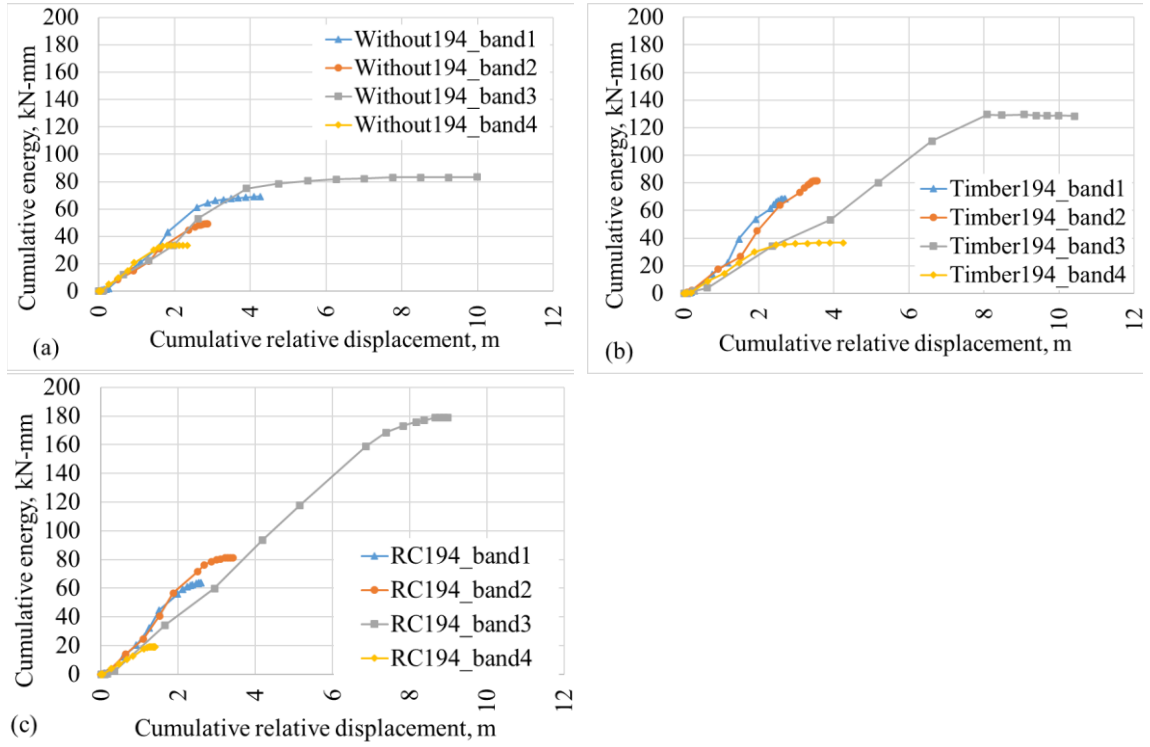 Cumulative energy, kN-mm
200
180
160
140
120
100
80
60
40
20
0
Without194_band1
Without194_band2
Without194_band3
Without194_band4
0 2 4 6 8 10 12
(a)
Cumulative relative displacement, m
Cumulative energy, kN-mm
200
180
160
140
120
100
80
60
40
20
0
Timber194_band1
Timber194_band2
Timber194_band3
Timber194_band4
0 2 4 6 8 10 12
(b)
Cumulative relative displacement, m
Cumulative energy, kN-mm
200
180
160
140
120
100
80
60
40
20
0
RC194_band1
RC194_band2
RC194_band3
RC194_band4
0 2 4 6 8 10 12
(c)
Cumulative relative displacement, m